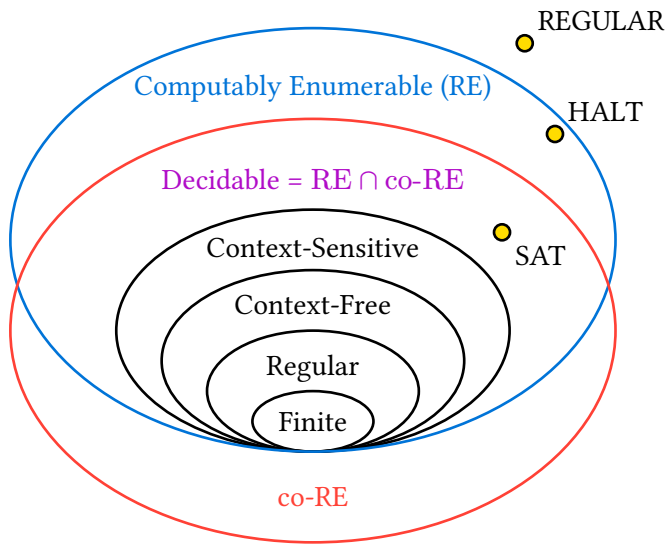 REGULAR
Computably Enumerable (RE)
HALT
Decidable = RE ∩ co-RE
Context-Sensitive
SAT
Context-Free
Regular
Finite
co-RE